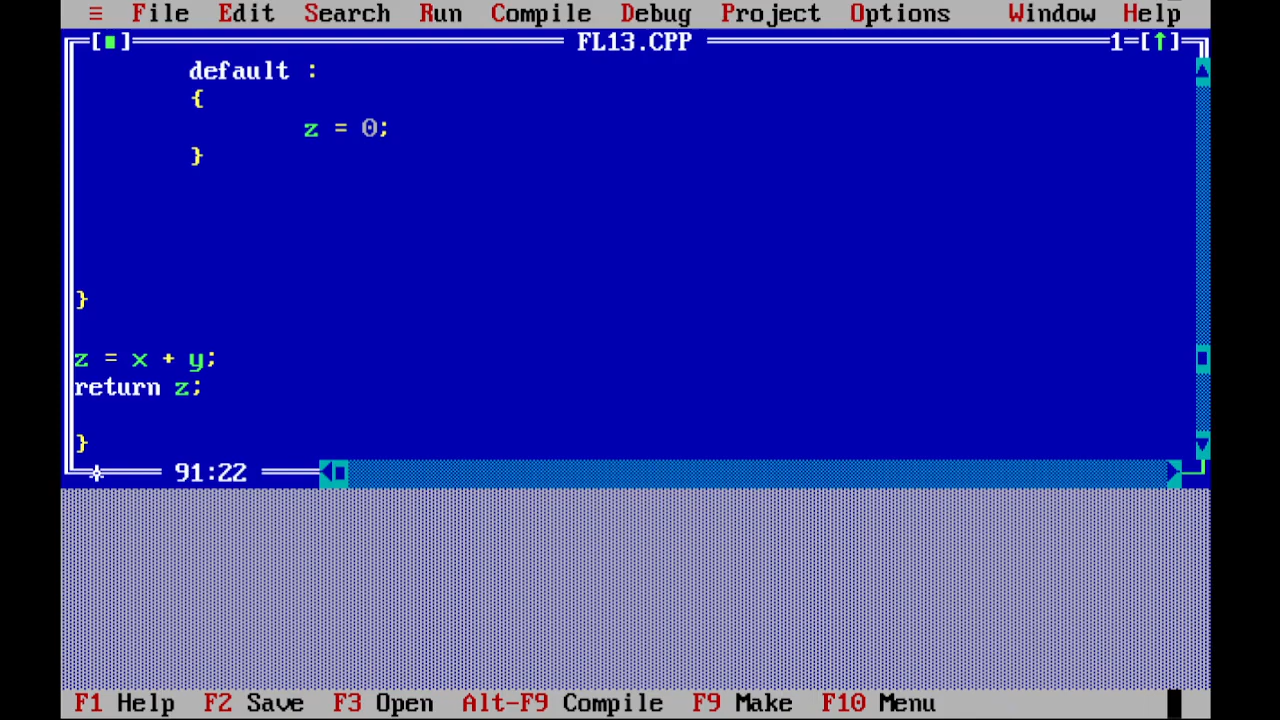 ≡ File Edit Search Run Compile Debug Project Options Window Help
[■] FL13.CPP 1=[↑]
default :
{
z = 0;
}
}
z = x + y;
return z;
}
91:22
F1 Help F2 Save F3 Open Alt-F9 Compile F9 Make F10 Menu